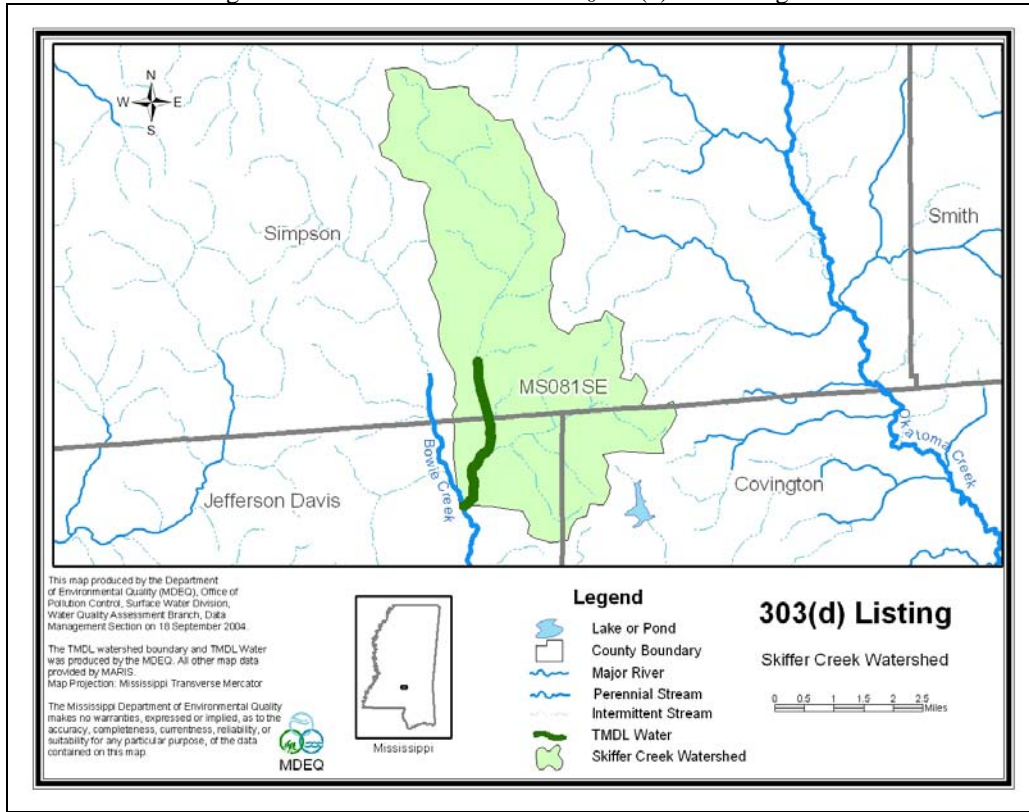 N
W E
S
Simpson
Smith
MS081SE
Bowie Creek
Okatoma Creek
Jefferson Davis
Covington
This map produced by the Department
of Environmental Quality (MDEQ), Office of
Pollution Control, Surface Water Division,
Water Quality Assessment Branch, Data
Management Section on 18 September 2004.
The TMDL watershed boundary and TMDL Water
was produced by the MDEQ. All other map data
provided by MARIS.
Map Projection: Mississippi Transverse Mercator
The Mississippi Department of Environmental Quality
makes no warranties, expressed or implied, as to the
accuracy, completeness, currentness, reliability, or
suitability for any particular purpose, of the data
contained on this map.
MDEQ
Mississippi
Legend
Lake or Pond
County Boundary
Major River
Perennial Stream
Intermittent Stream
TMDL Water
Skiffer Creek Watershed
303(d) Listing
Skiffer Creek Watershed
0 0.5 1 1.5 2 2.5
Miles